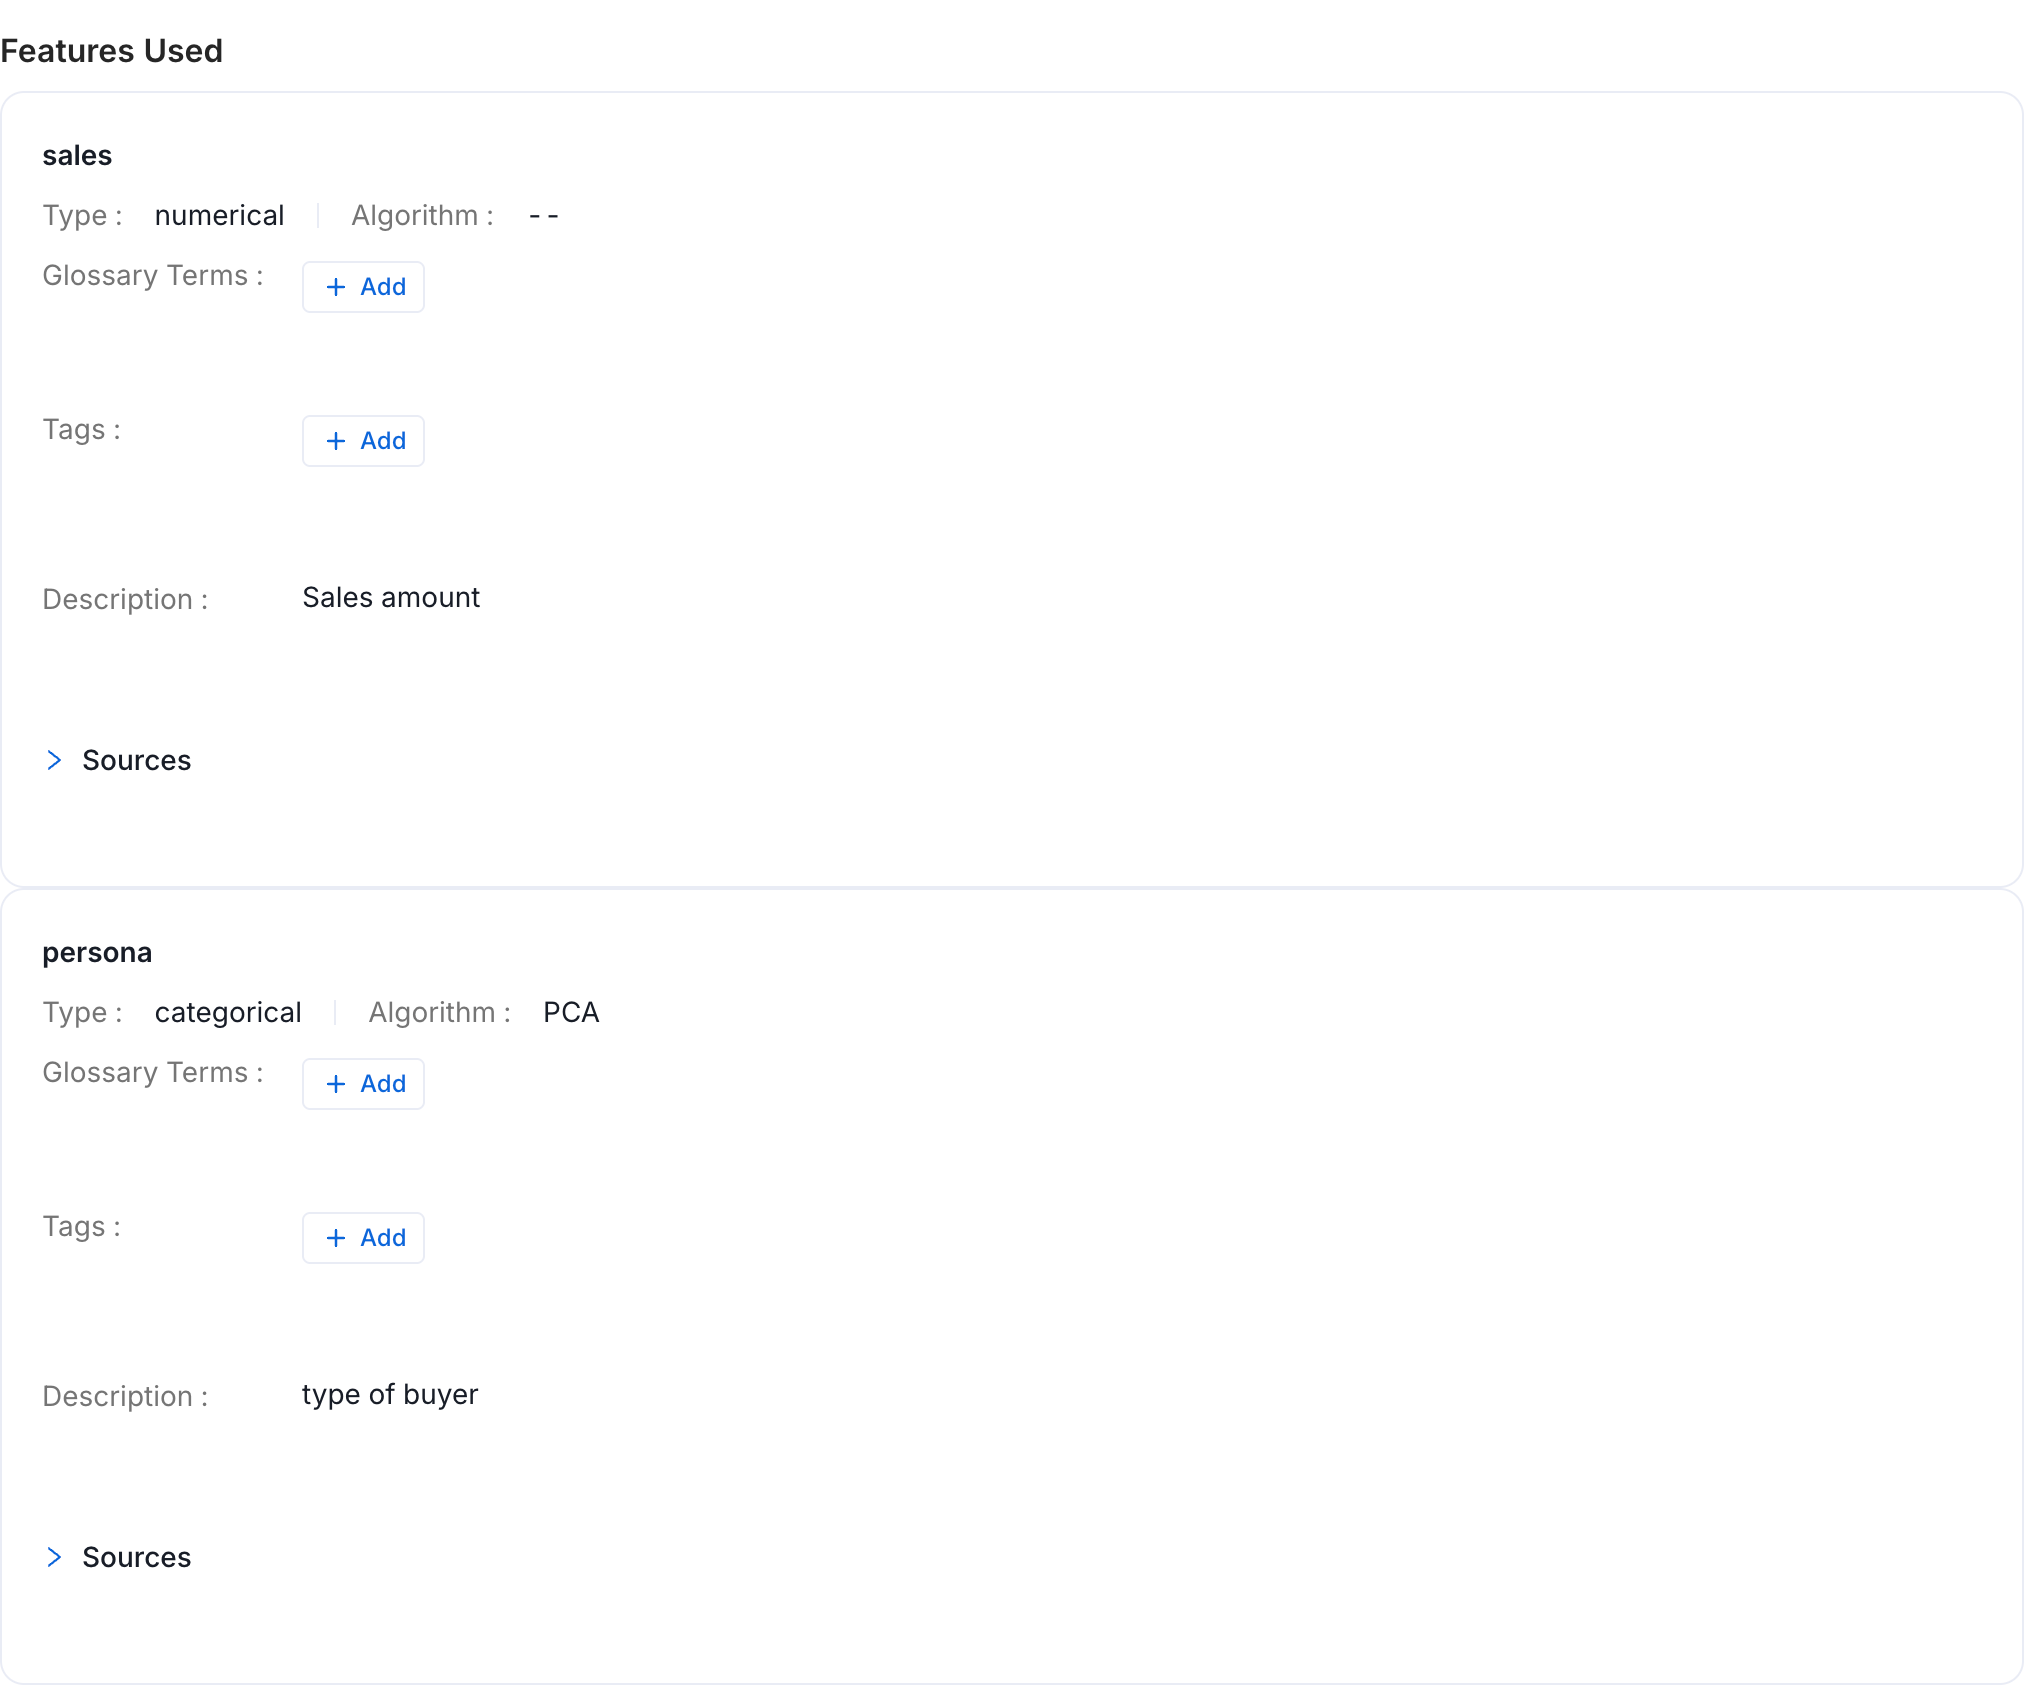 Features Used
sales
Type : numerical Algorithm : --
Glossary Terms : + Add
Tags : + Add
Description : Sales amount
Sources
persona
Type : categorical Algorithm : PCA
Glossary Terms : + Add
Tags : + Add
Description : type of buyer
Sources